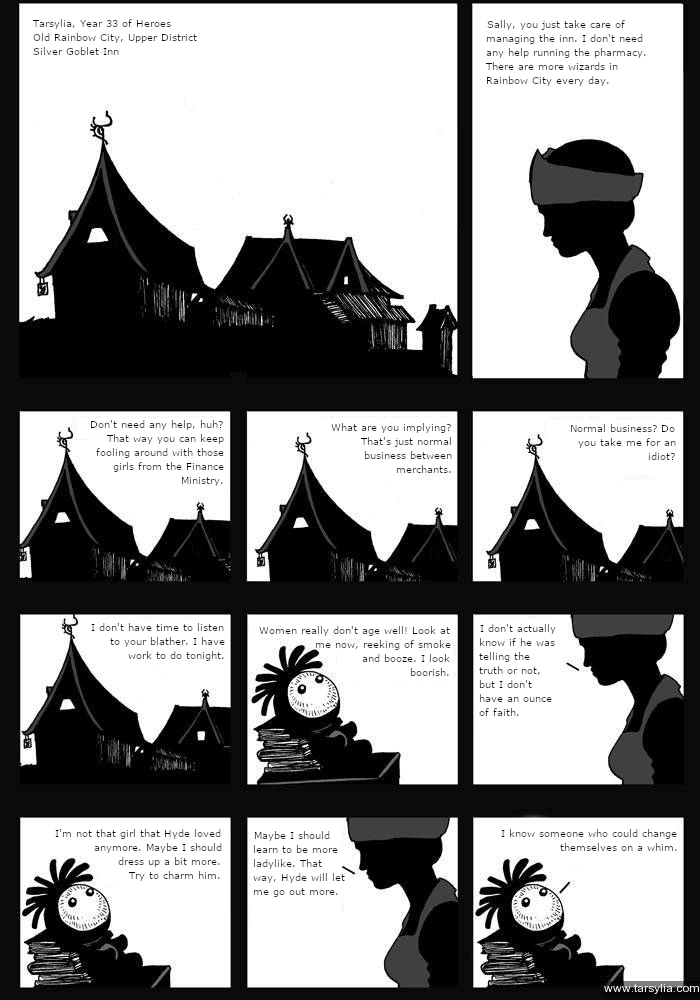 Tarsylia, Year 33 of Heroes
Old Rainbow City, Upper District
Silver Goblet Inn
Sally, you just take care of
managing the inn. I don't need
any help running the pharmacy.
There are more wizards in
Rainbow City every day.
Don't need any help, huh?
That way you can keep
fooling around with those
girls from the Finance
Ministry.
What are you implying?
That's just normal
business between
merchants.
Normal business? Do
you take me for an
idiot?
I don't have time to listen
to your blather. I have
work to do tonight.
Women really don't age well! Look at
me now, reeking of smoke
and booze. I look
boorish.
I don't actually
know if he was
telling the
truth or not,
but I don't
have an ounce
of faith.
I'm not that girl that Hyde loved
anymore. Maybe I should
dress up a bit more.
Try to charm him.
Maybe I should
learn to be more
ladylike. That
way, Hyde will let
me go out more.
I know someone who could change
themselves on a whim.
www.tarsylia.com